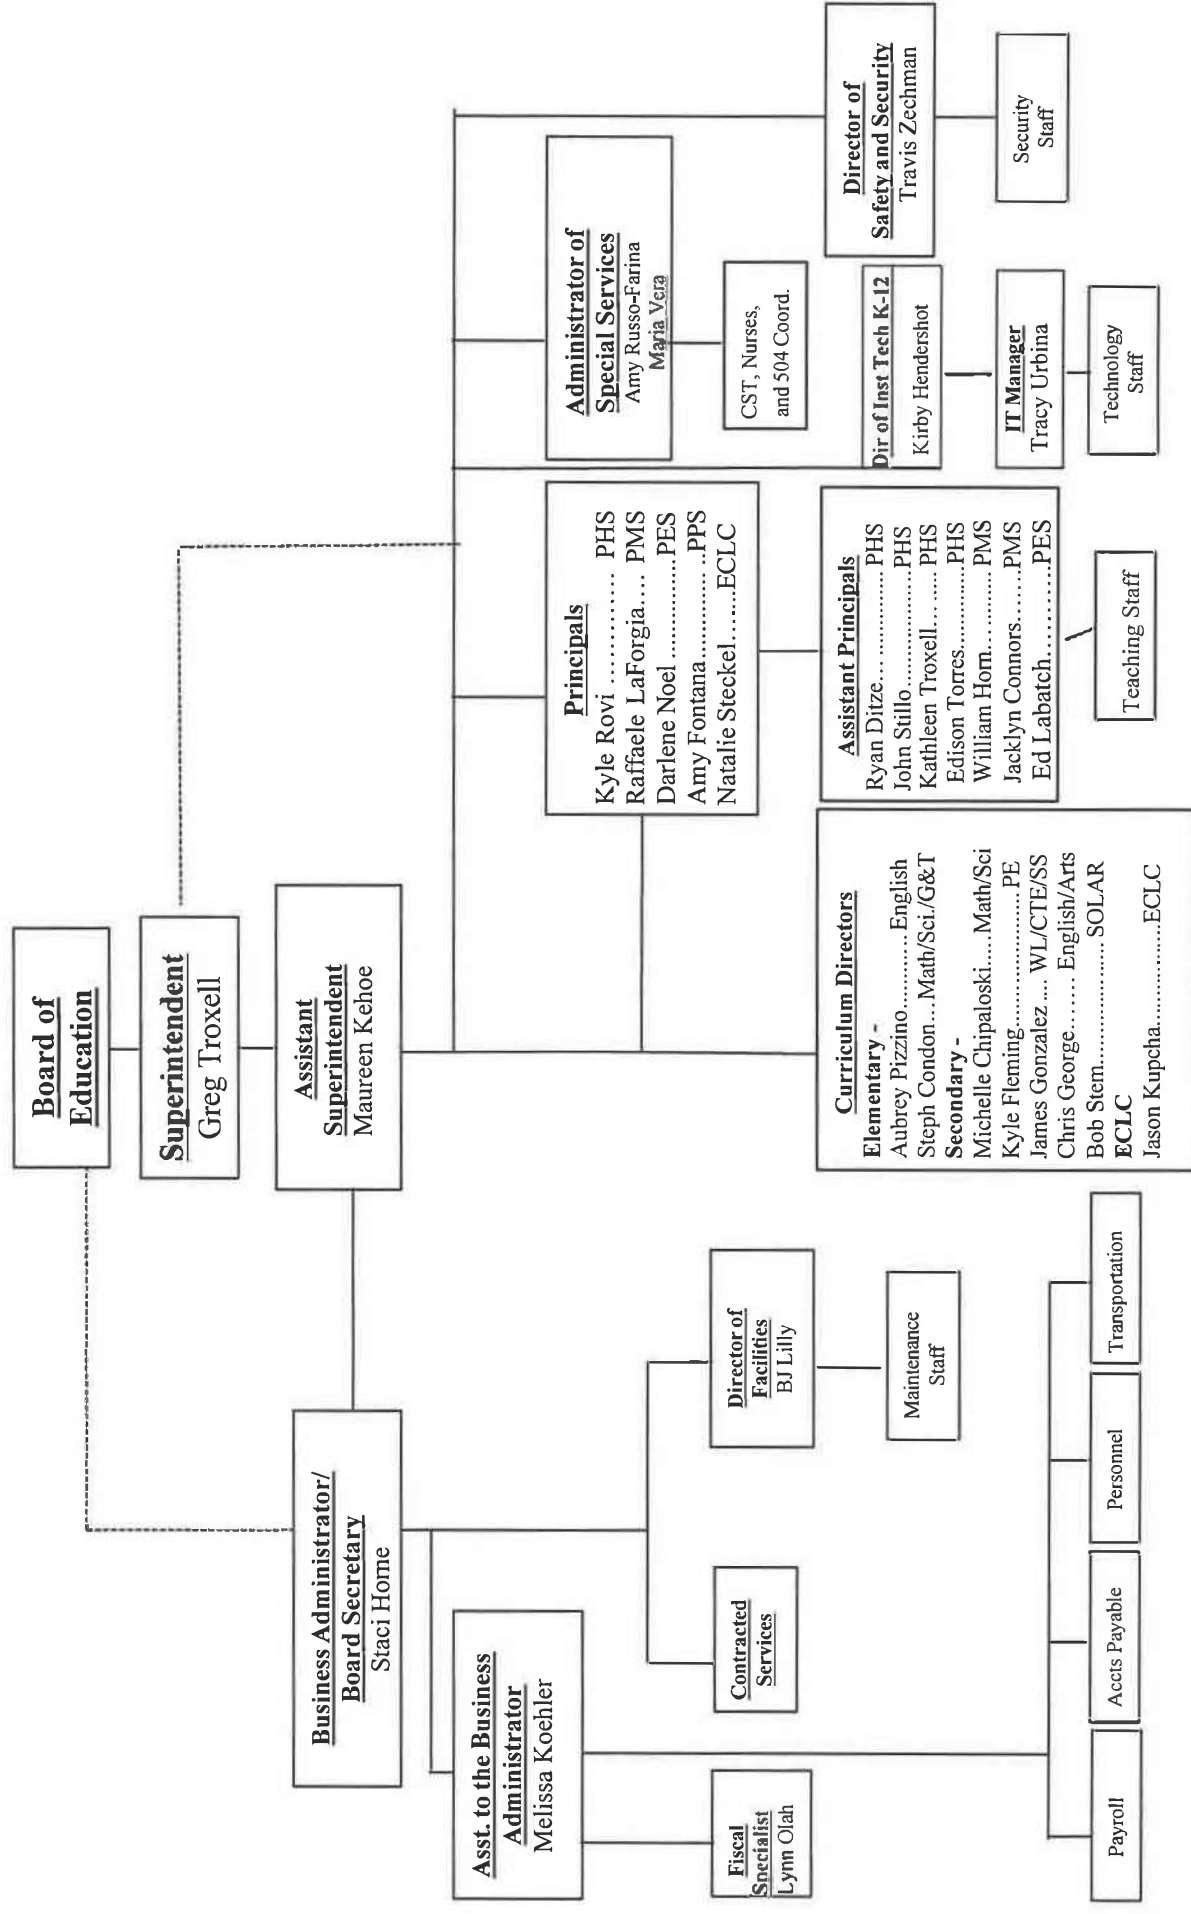 Board of
Education
Superintendent
Greg Troxell
Assistant
Superintendent
Maureen Kehoe
Business Administrator/
Board Secretary
Staci Horne
Asst. to the Business
Administrator
Melissa Koehler
Fiscal
Specialist
Lynn Olah
Contracted
Services
Director of
Facilities
BJ Lilly
Maintenance
Staff
Payroll
Accts Payable
Personnel
Transportation
Principals
Kyle Rovi ........... PHS
Raffaele LaForgia.... PMS
Darlene Noel ..............PES
Amy Fontana........... ..PPS
Natalie Steckel.......ECLC
Administrator of
Special Services
Amy Russo-Farina
Maria Vera
CST, Nurses,
and 504 Coord.
Curriculum Directors
Elementary -
Aubrey Pizzino...........English
Steph Condon...Math/Sci./G&T
Secondary -
Michelle Chipaloski....Math/Sci
Kyle Fleming......................PE
James Gonzalez .... WL/CTE/SS
Chris George....... English/Arts
Bob Stem..................... SOLAR
ECLC
Jason Kupcha.................ECLC
Assistant Principals
Ryan Ditze................ PHS
John Stillo..................PHS
Kathleen Troxell........ PHS
Edison Torres.............PHS
William Horn............ PMS
Jacklyn Connors.......PMS
Ed Labatch.............PES
Teaching Staff
Dir of Inst Tech K-12
Kirby Hendershot
IT Manager
Tracy Urbina
Technology
Staff
Director of
Safety and Security
Travis Zechman
Security
Staff